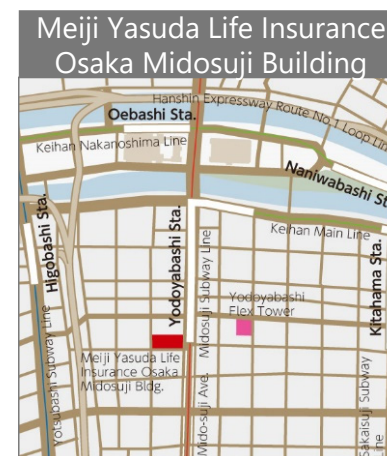 Meiji Yasuda Life Insurance
Osaka Midosuji Building
Hanshin Expressway Route No.1 Loop Lin
Oebashi Sta.
Keihan Nakanoshima Line
Naniwabashi St
Keihan Main Line
Higobashi Sta.
Yodoyabashi Sta.
Midosuji Subway Line
Kitahama Sta.
Yodoyabashi
Flex Tower
Meiji Yasuda Life
Insurance Osaka
Midosuji Bldg.
Yotsubashi Subway Line
Mido-suji Ave.
Sakaisuji Subway
Line